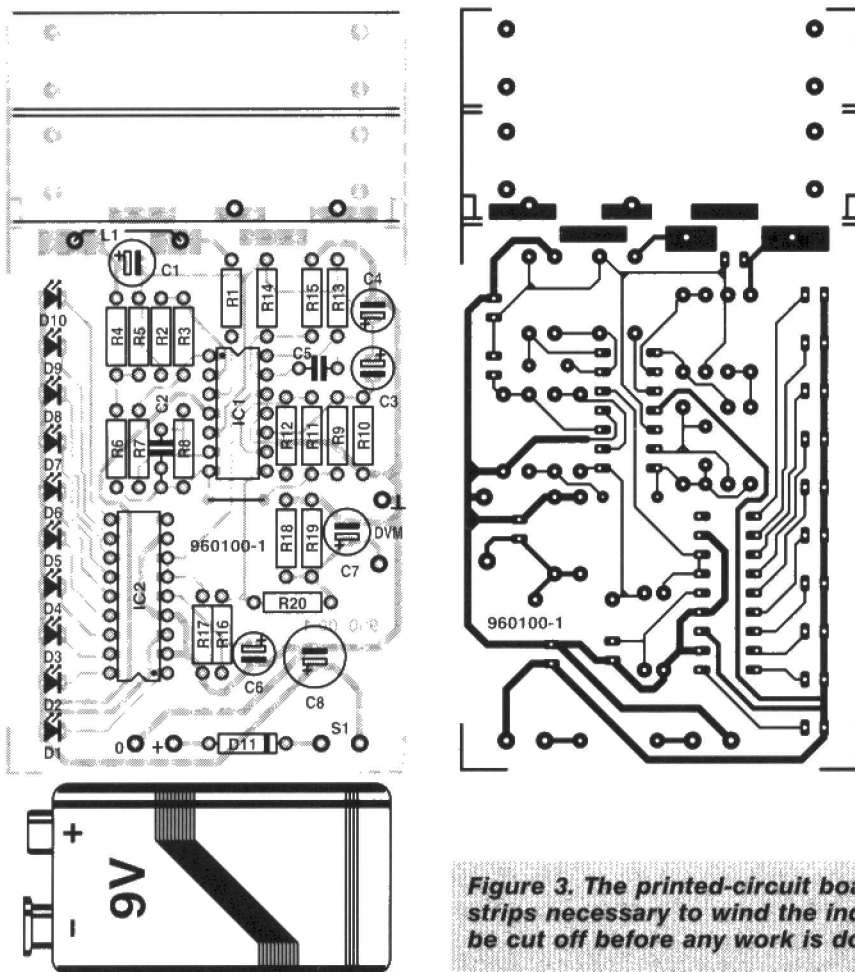 L1
C1
R1
R14
R15
R13
C4
D10
R4
R5
R2
R3
C5
D9
IC1
C3
C2
D8
R6
R7
R8
R12
R11
R9
R10
D7
D6
⊥
R18
R19
DVM
960100-1
C7
D5
IC2
D4
R20
R17
R16
D3
C6
C8
D2
S1
0
+
D11
D1
960100-1
+
9V
-
Figure 3. The printed-circuit
strips necessary to wind the
be cut off before any work is